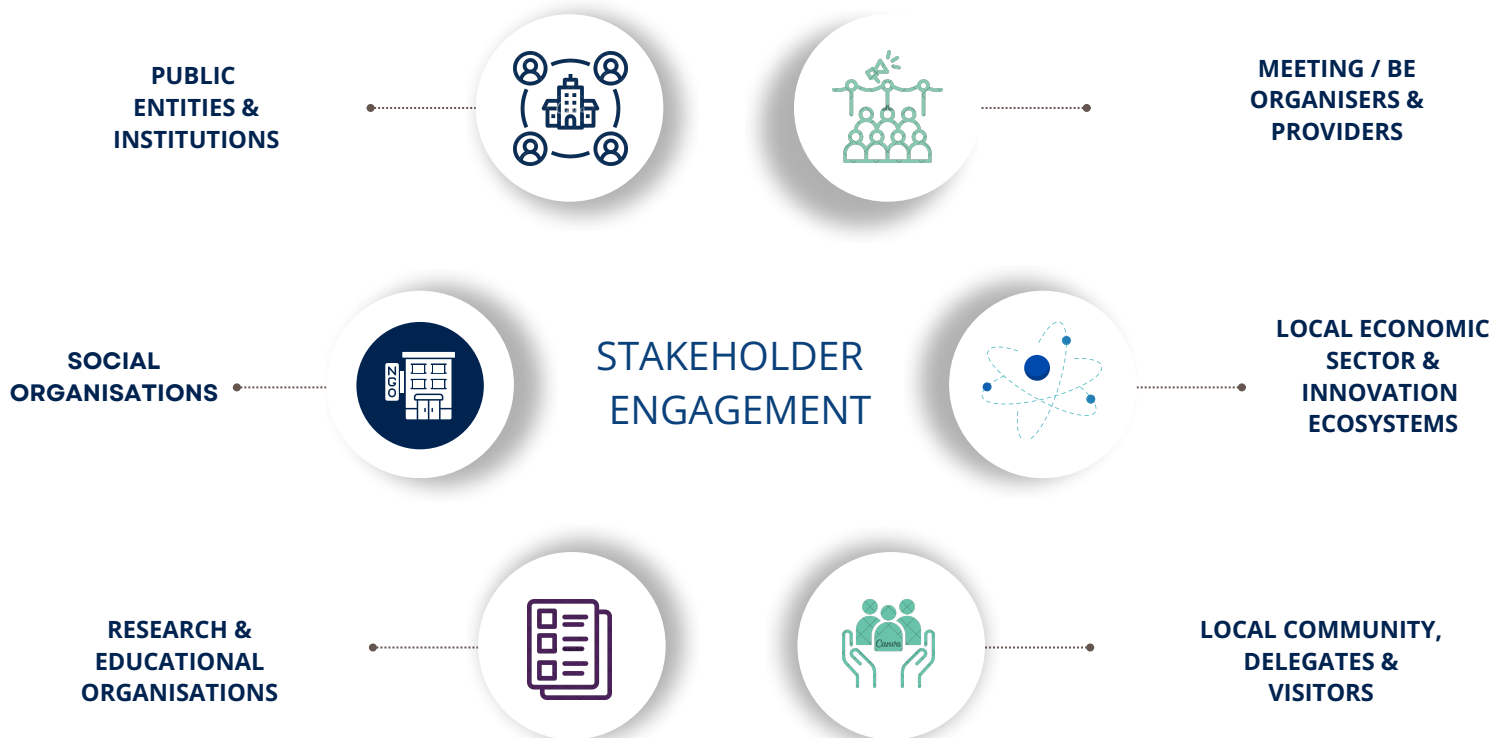 PUBLIC
ENTITIES &
INSTITUTIONS
MEETING / BE
ORGANISERS &
PROVIDERS
SOCIAL
ORGANISATIONS
NGO
STAKEHOLDER
ENGAGEMENT
LOCAL ECONOMIC
SECTOR &
INNOVATION
ECOSYSTEMS
RESEARCH &
EDUCATIONAL
ORGANISATIONS
Canva
LOCAL COMMUNITY,
DELEGATES &
VISITORS